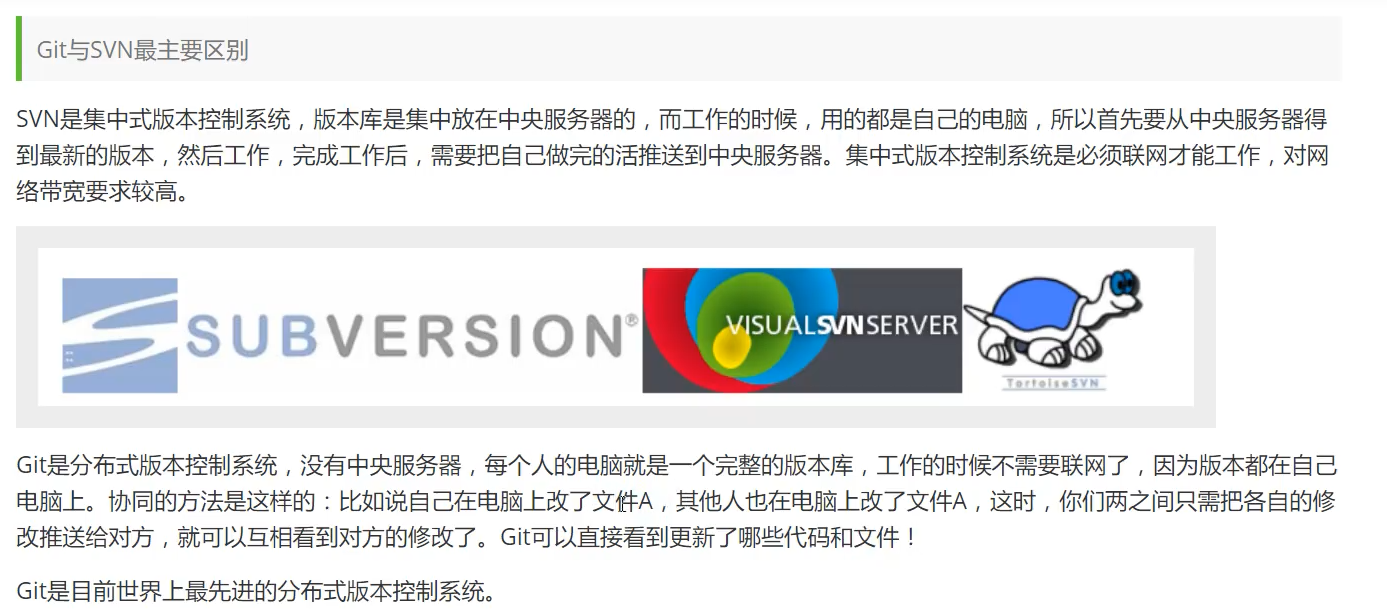 Git与SVN最主要区别
SVN是集中式版本控制系统，版本库是集中放在中央服务器的，而工作的时候，用的都是自己的电脑，所以首先要从中央服务器得
到最新的版本，然后工作，完成工作后，需要把自己做完的活推送到中央服务器。集中式版本控制系统是必须联网才能工作，对网
络带宽要求较高。
SUBVERSION® VISUALSVNSERVER
TortoiseSVN
Git是分布式版本控制系统，没有中央服务器，每个人的电脑就是一个完整的版本库，工作的时候不需要联网了，因为版本都在自己
电脑上。协同的方法是这样的：比如说自己在电脑上改了文件A，其他人也在电脑上改了文件A，这时，你们两之间只需把各自的修
改推送给对方，就可以互相看到对方的修改了。Git可以直接看到更新了哪些代码和文件！
Git是目前世界上最先进的分布式版本控制系统。